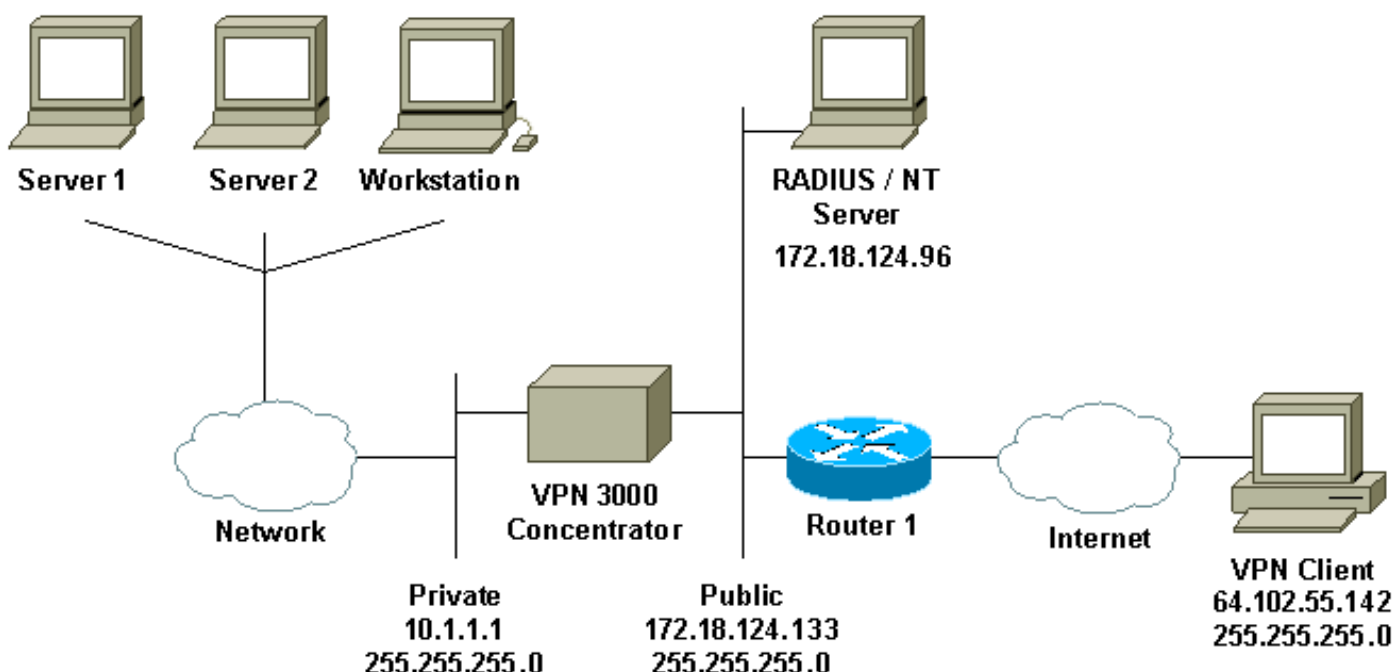 Server 1
Server 2
Workstation
RADIUS / NT
Server
172.18.124.96
Network
VPN 3000
Concentrator
Router 1
Internet
Private
10.1.1.1
255.255.255.0
Public
172.18.124.133
255.255.255.0
VPN Client
64.102.55.142
255.255.255.0